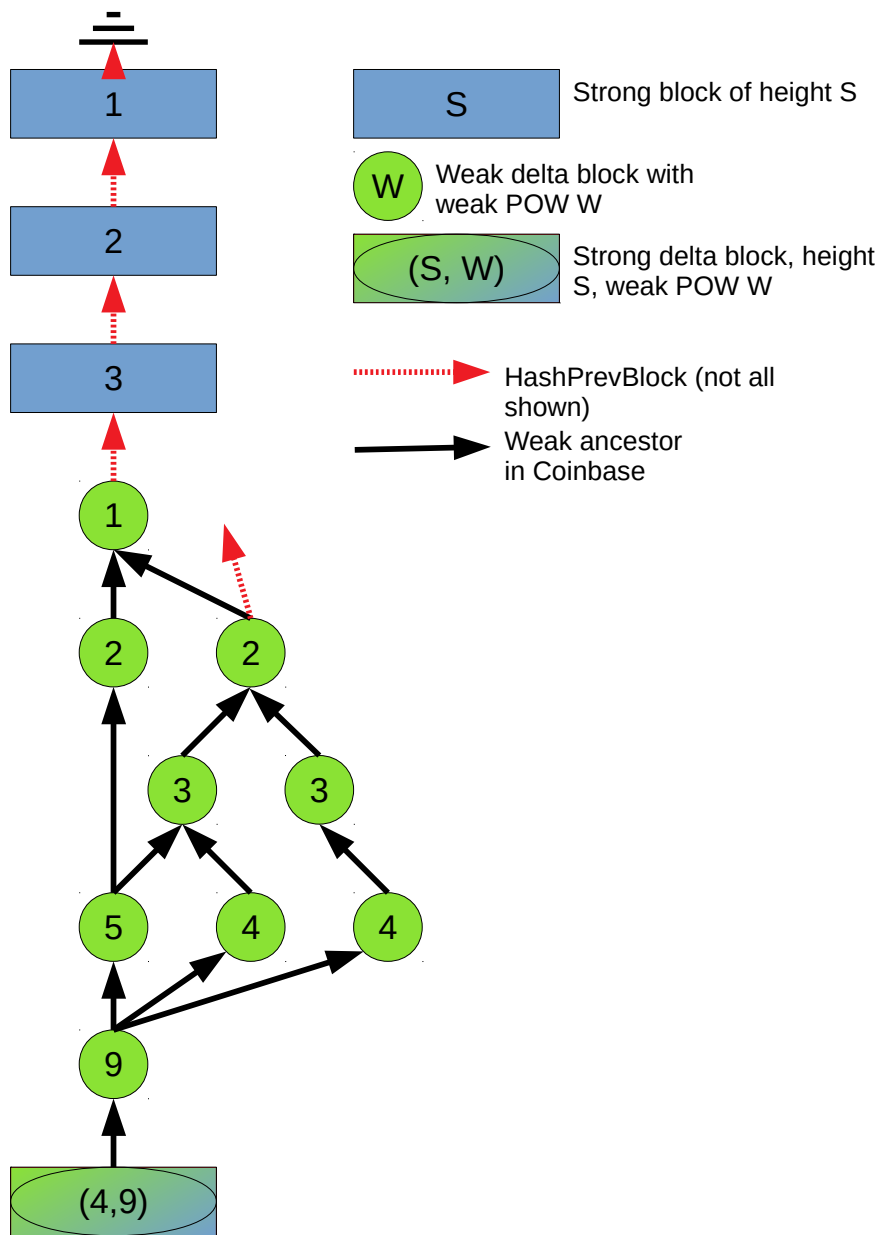 1
S
Strong block of height S
W
Weak delta block with
weak POW W
2
(S, W)
Strong delta block, height
S, weak POW W
3
HashPrevBlock (not all
shown)
Weak ancestor
in Coinbase
1
2
2
3
3
5
4
4
9
(4,9)